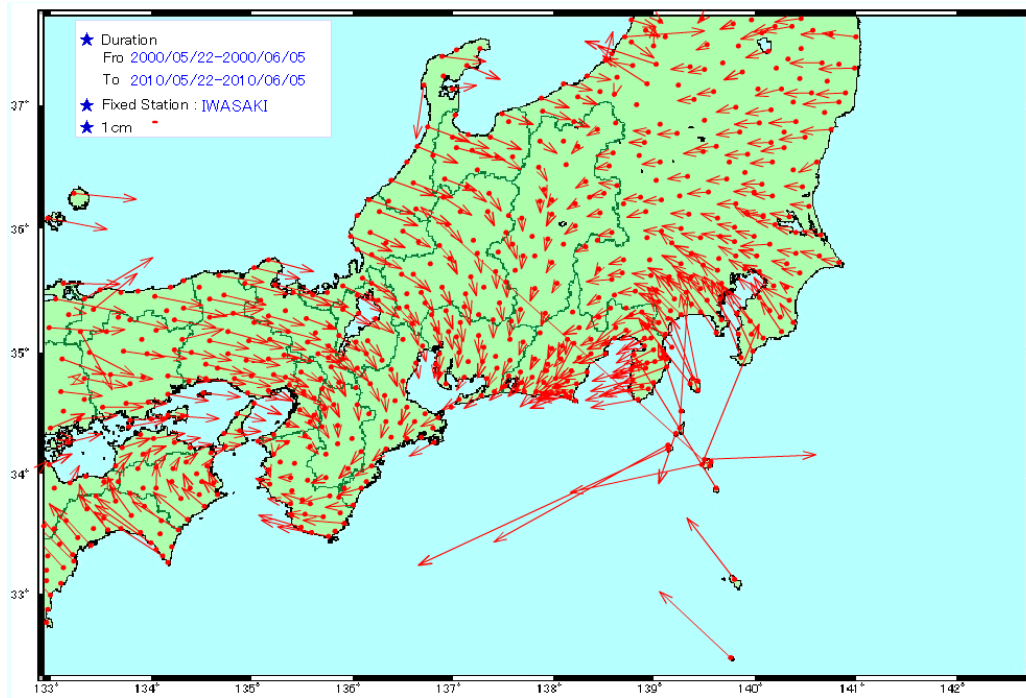 ★ Duration
Fro 2000/05/22-2000/06/05
To 2010/05/22-2010/06/05
★ Fixed Station : IWASAKI
★ 1cm
37°
36°
35°
34°
33°
133° 134° 135° 136° 137° 138° 139° 140° 141° 142°